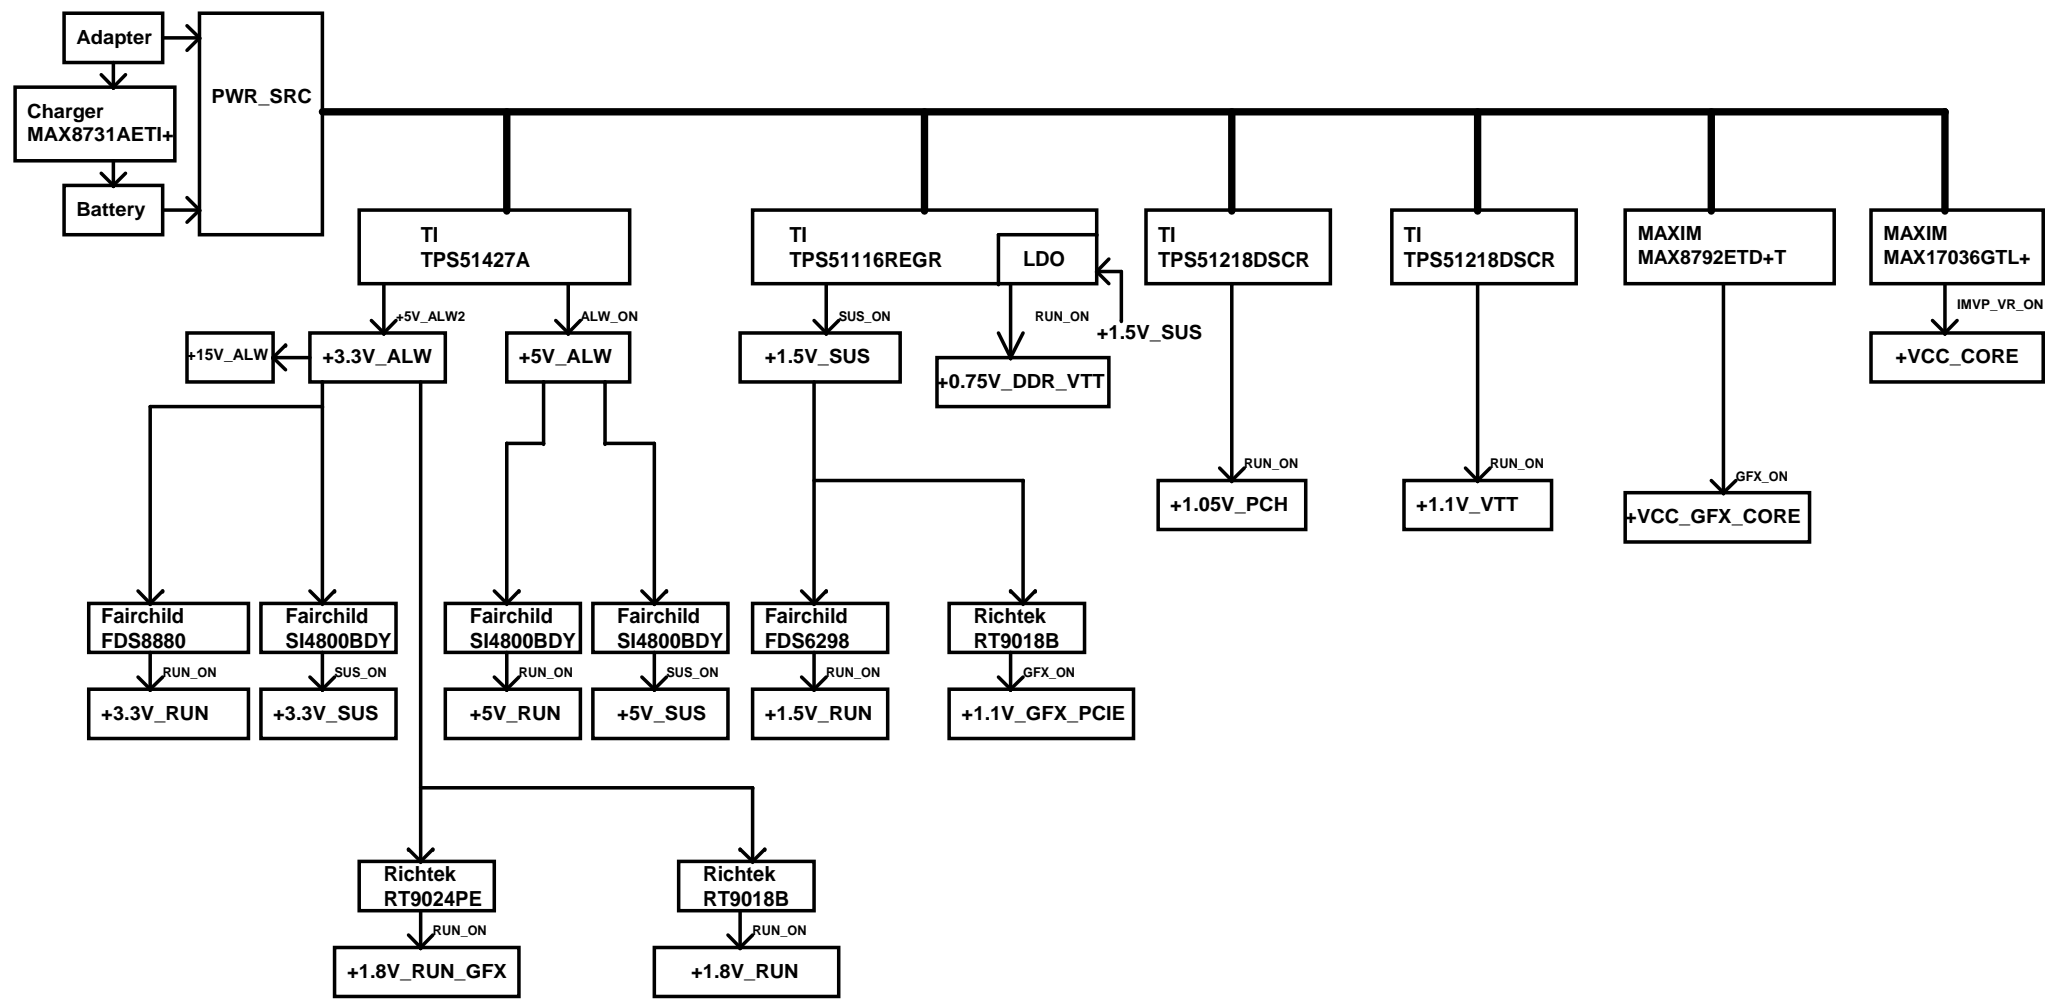 Adapter
PWR_SRC
Charger
MAX8731AETI+
Battery
TI
TPS51427A
TI
TPS51116REGR
LDO
TI
TPS51218DSCR
TI
TPS51218DSCR
MAXIM
MAX8792ETD+T
MAXIM
MAX17036GTL+
+5V_ALW2
ALW_ON
SUS_ON
RUN_ON
+1.5V_SUS
IMVP_VR_ON
+15V_ALW
+3.3V_ALW
+5V_ALW
+1.5V_SUS
+0.75V_DDR_VTT
+VCC_CORE
RUN_ON
RUN_ON
GFX_ON
+1.05V_PCH
+1.1V_VTT
+VCC_GFX_CORE
Fairchild
FDS8880
Fairchild
SI4800BDY
Fairchild
SI4800BDY
Fairchild
SI4800BDY
Fairchild
FDS6298
Richtek
RT9018B
RUN_ON
SUS_ON
RUN_ON
SUS_ON
RUN_ON
GFX_ON
+3.3V_RUN
+3.3V_SUS
+5V_RUN
+5V_SUS
+1.5V_RUN
+1.1V_GFX_PCIE
Richtek
RT9024PE
Richtek
RT9018B
RUN_ON
RUN_ON
+1.8V_RUN_GFX
+1.8V_RUN